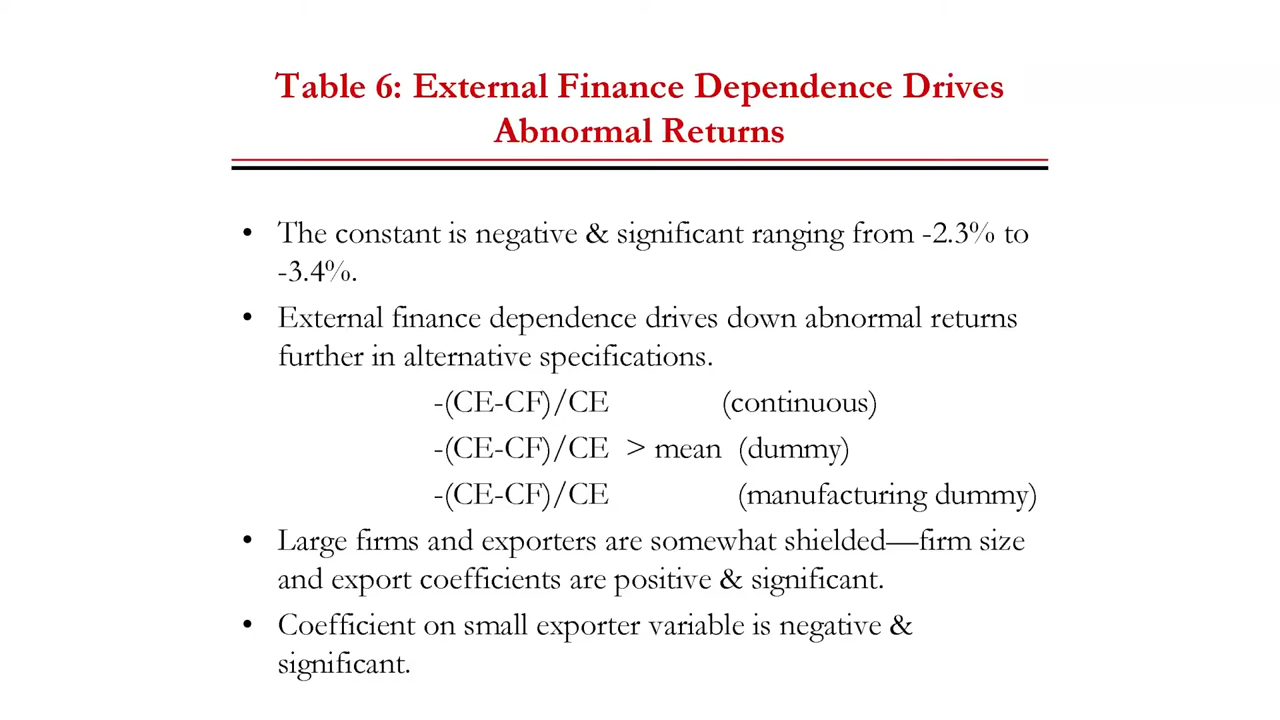 Table 6: External Finance Dependence Drives
Abnormal Returns
• The constant is negative & significant ranging from -2.3% to
-3.4%.
• External finance dependence drives down abnormal returns
further in alternative specifications.
-(CE-CF)/CE (continuous)
-(CE-CF)/CE > mean (dummy)
-(CE-CF)/CE (manufacturing dummy)
• Large firms and exporters are somewhat shielded—firm size
and export coefficients are positive & significant.
• Coefficient on small exporter variable is negative &
significant.